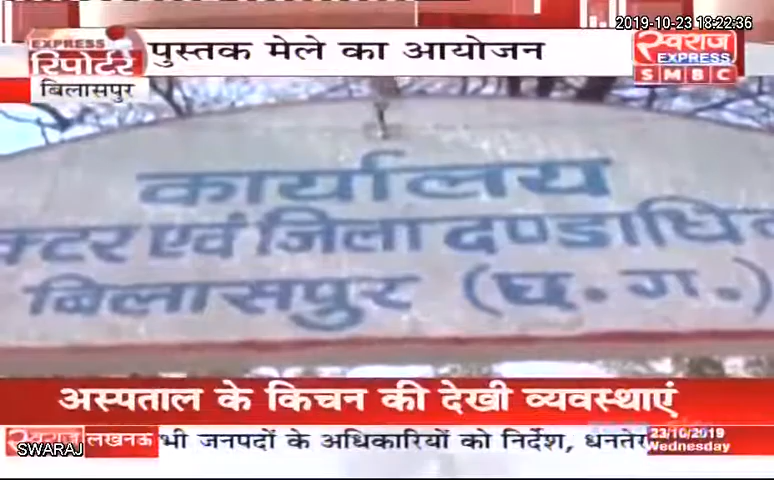 2019-10-23 18:22:36
EXPRESS
रिपोर्टर
पुस्तक मेले का आयोजन
स्वराज
EXPRESS
SMBC
बिलासपुर
कार्यालय
क्टर एवं जिला दण्डाधि
बिलासपुर (छ.ग.)
अस्पताल के किचन की देखी व्यवस्थाएं
स्वराज लखनऊ भी जनपदों के अधिकारियों को निर्देश, धनतेर
23/10/2019
Wednesday
SWARAJ